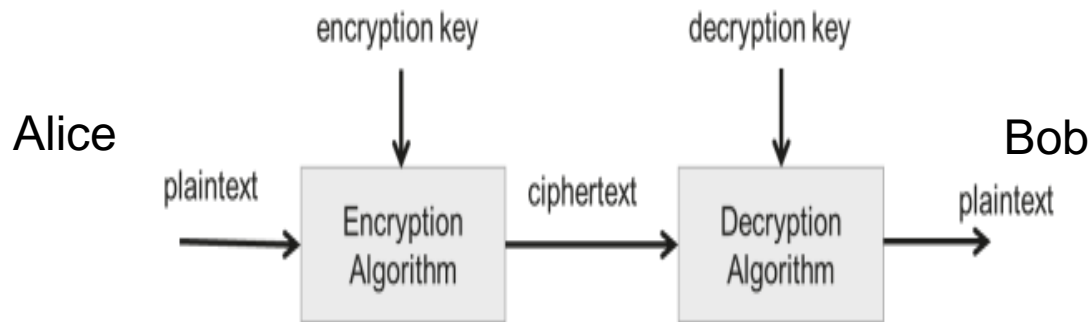 encryption key
decryption key
Alice
Bob
plaintext
Encryption
Algorithm
ciphertext
Decryption
Algorithm
plaintext